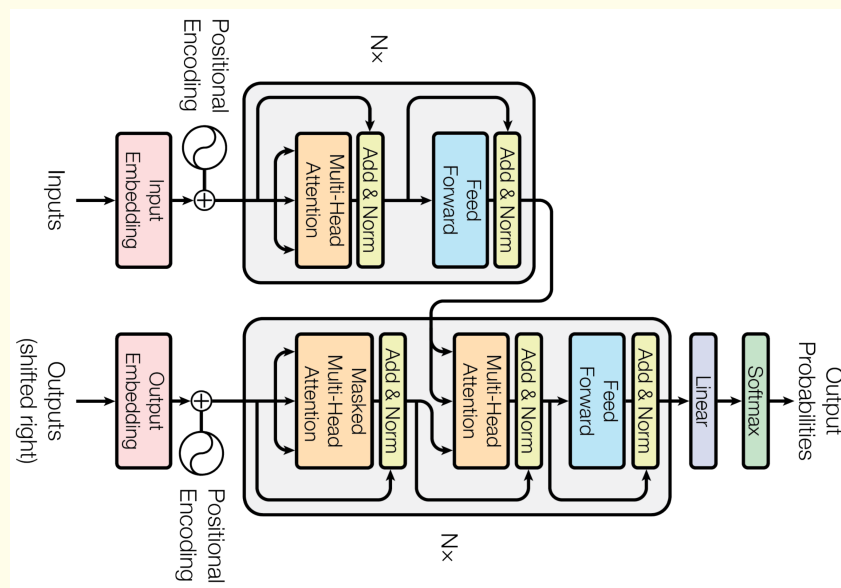 Inputs
Input
Embedding
Positional
Encoding
Nx
Multi-Head
Attention
Add & Norm
Feed
Forward
Add & Norm
Outputs
(shifted right)
Output
Embedding
Positional
Encoding
Masked
Multi-Head
Attention
Add & Norm
Multi-Head
Attention
Add & Norm
Feed
Forward
Add & Norm
Nx
Linear
Softmax
Output
Probabilities